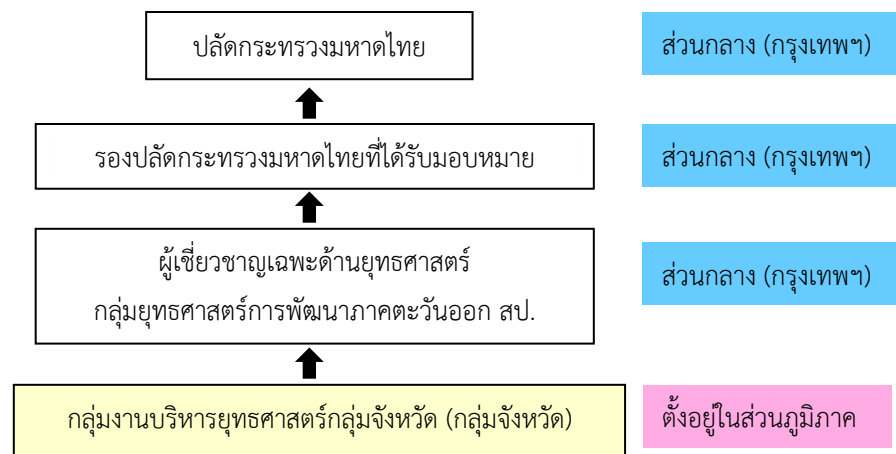 ปลัดกระทรวงมหาดไทย
ส่วนกลาง (กรุงเทพฯ)
รองปลัดกระทรวงมหาดไทยที่ได้รับมอบหมาย
ส่วนกลาง (กรุงเทพฯ)
ผู้เชี่ยวชาญเฉพะด้านยุทธศาสตร์
กลุ่มยุทธศาสตร์การพัฒนาภาคตะวันออก สป.
ส่วนกลาง (กรุงเทพฯ)
กลุ่มงานบริหารยุทธศาสตร์กลุ่มจังหวัด (กลุ่มจังหวัด)
ตั้งอยู่ในส่วนภูมิภาค